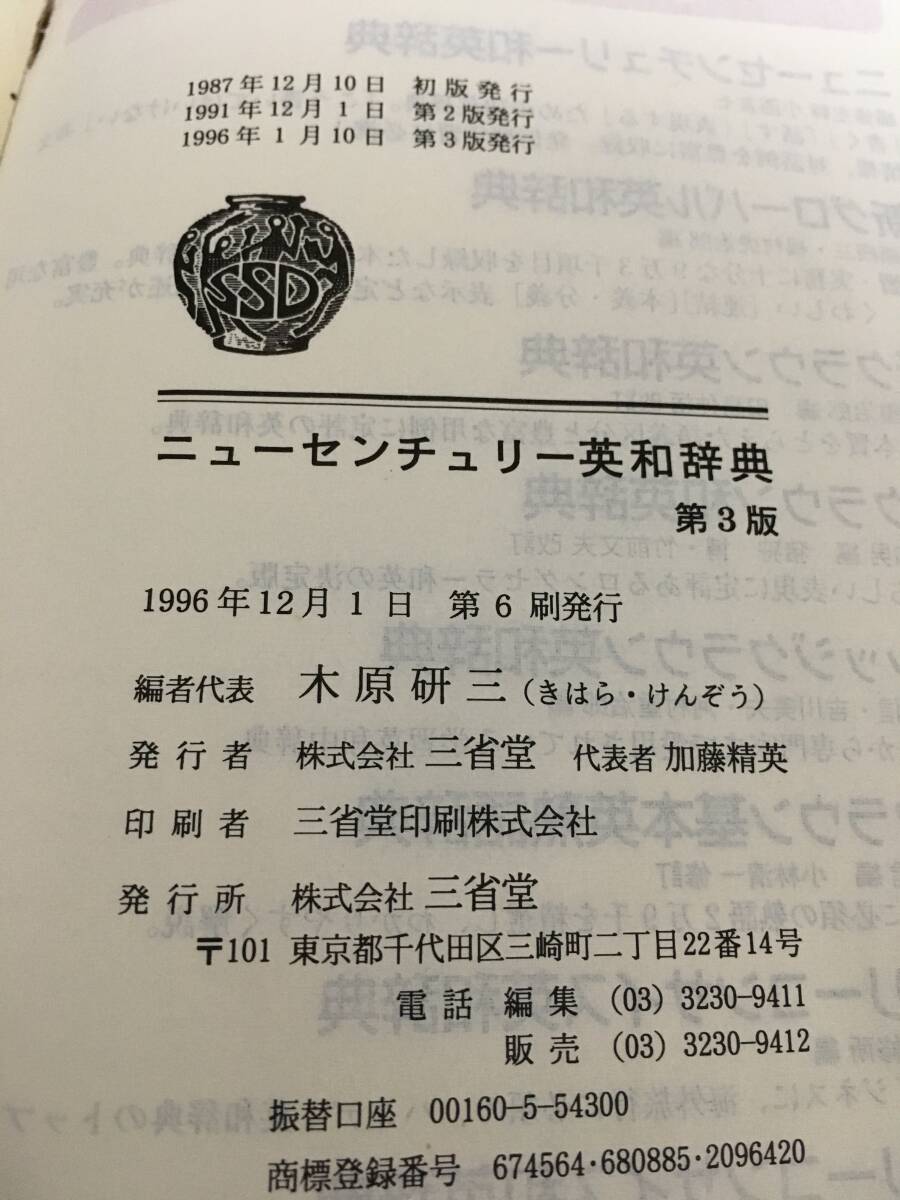 1987年12月10日 初版発行
1991年12月1日 第2版発行
1996年1月10日 第3版発行
SSD
ニューセンチュリー英和辞典
第3版
1996年12月1日 第6刷発行
編者代表 木原研三(きはら・けんぞう)
発行者 株式会社 三省堂 代表者 加藤精英
印刷者 三省堂印刷株式会社
発行所 株式会社 三省堂
〒101 東京都千代田区三崎町二丁目22番14号
電話 編集 (03) 3230-9411
販売 (03) 3230-9412
振替口座 00160-5-54300
商標登録番号 674564・680885・2096420